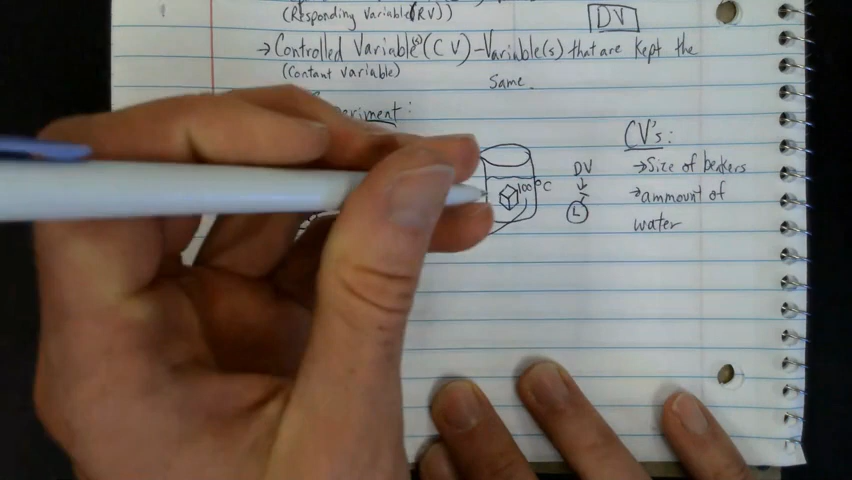 (Responding Variable(RV))
DV
→ Controlled Variable(s) (CV) - Variable(s) that are kept the
(Contant Variable)
same.
CV's:
DV
→ Size of beakers
100°C
→ ammount of
L
water